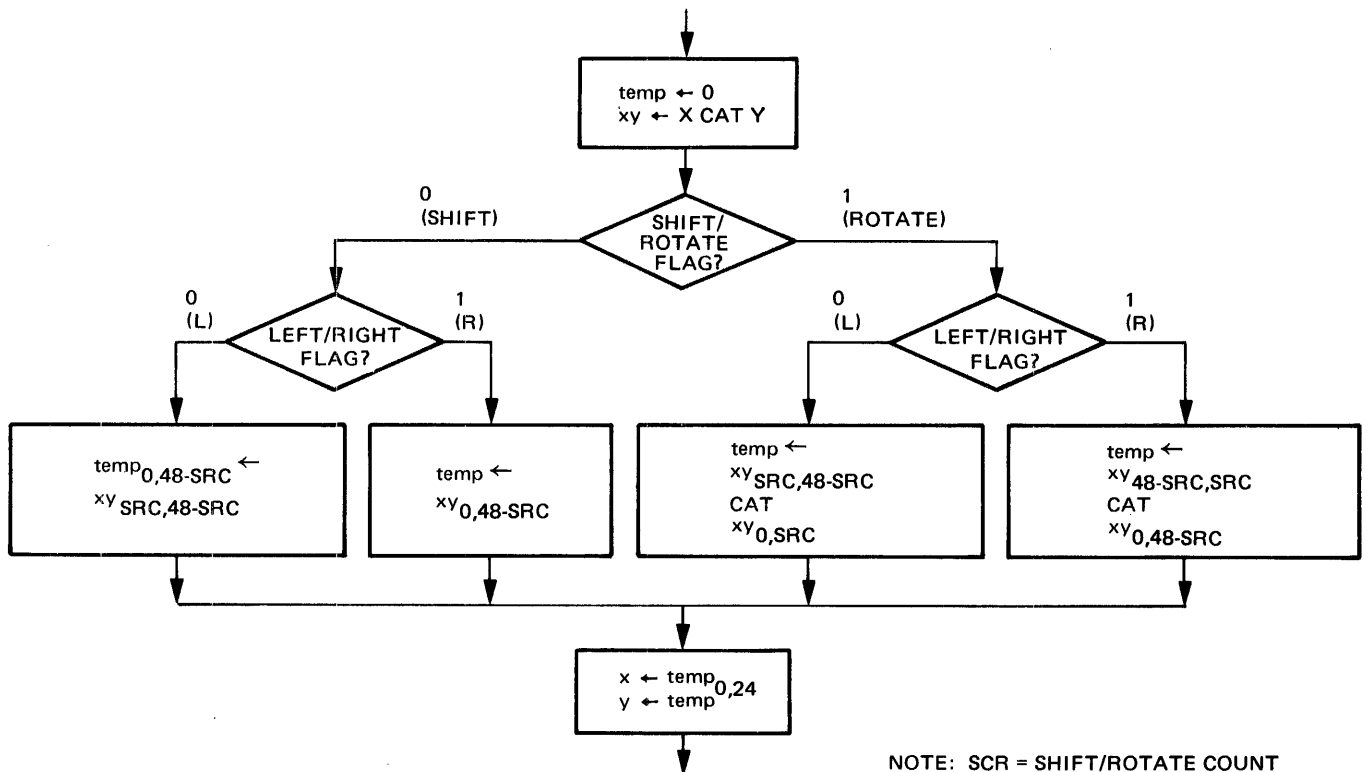 temp ← 0
xy ← X CAT Y
0
(SHIFT)
SHIFT/
ROTATE
FLAG?
1
(ROTATE)
0
(L)
LEFT/RIGHT
FLAG?
1
(R)
0
(L)
LEFT/RIGHT
FLAG?
1
(R)
temp0,48-SRC ←
xySRC,48-SRC
temp ←
xy0,48-SRC
temp ←
xySRC,48-SRC
CAT
xy0,SRC
temp ←
xy48-SRC,SRC
CAT
xy0,48-SRC
x ← temp0,24
y ← temp
NOTE: SCR = SHIFT/ROTATE COUNT